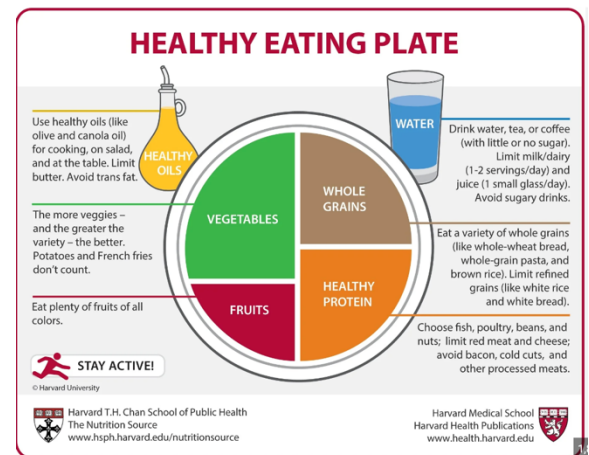 HEALTHY EATING PLATE
Use healthy oils (like
olive and canola oil)
for cooking, on salad,
and at the table. Limit
butter. Avoid trans fat.
HEALTHY
OILS
The more veggies –
and the greater the
variety – the better.
Potatoes and French fries
don't count.
Eat plenty of fruits of all
colors.
VEGETABLES
FRUITS
WHOLE
GRAINS
HEALTHY
PROTEIN
WATER
Drink water, tea, or coffee
(with little or no sugar).
Limit milk/dairy
(1-2 servings/day) and
juice (1 small glass/day).
Avoid sugary drinks.
Eat a variety of whole grains
(like whole-wheat bread,
whole-grain pasta, and
brown rice). Limit refined
grains (like white rice
and white bread).
Choose fish, poultry, beans, and
nuts; limit red meat and cheese;
avoid bacon, cold cuts, and
other processed meats.
STAY ACTIVE!
© Harvard University
Harvard T.H. Chan School of Public Health
The Nutrition Source
www.hsph.harvard.edu/nutritionsource
Harvard Medical School
Harvard Health Publications
www.health.harvard.edu